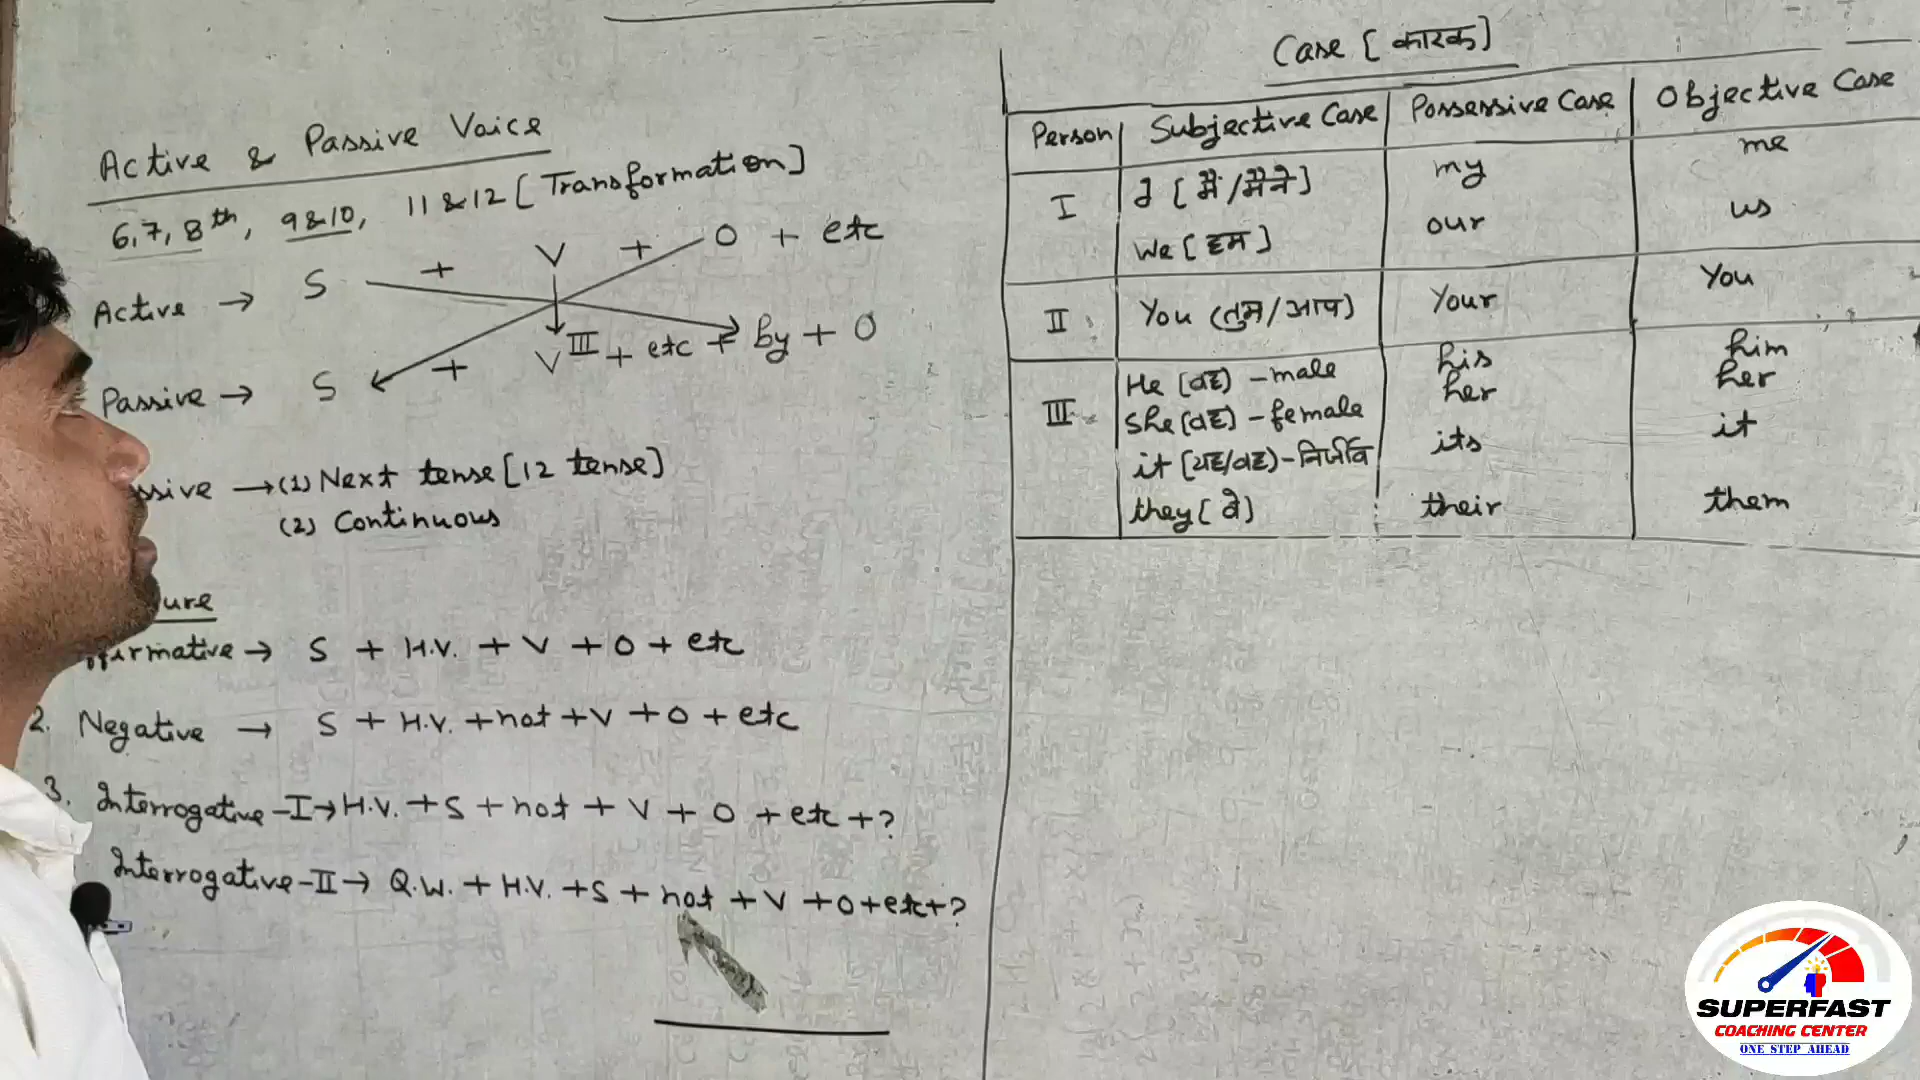 Active & Passive Voice
6,7,8th, 9&10, 11&12 [Transformation]
Active → S + V + O + etc
Passive → S + V III + etc + by + O
ssive → (1) Next tense [12 tense]
(2) Continuous
ure
ffirmative → S + H.V. + V + O + etc
2. Negative → S + H.V. + not + V + O + etc
3. Interrogative-I → H.V. + S + not + V + O + etc + ?
Interrogative-II → Q.W. + H.V. + S + not + V + O + etc + ?
Case [कारक]
Person Subjective Case Possessive Case Objective Case
I I [मैं/मैंने] my me
We [हम] our us
II You (तुम/आप) Your You
III He [वह) - male his him
She [वह) - female her her
it [यह/वह) - निर्जीव its it
they [वे) their them
SUPERFAST
COACHING CENTER
ONE STEP AHEAD